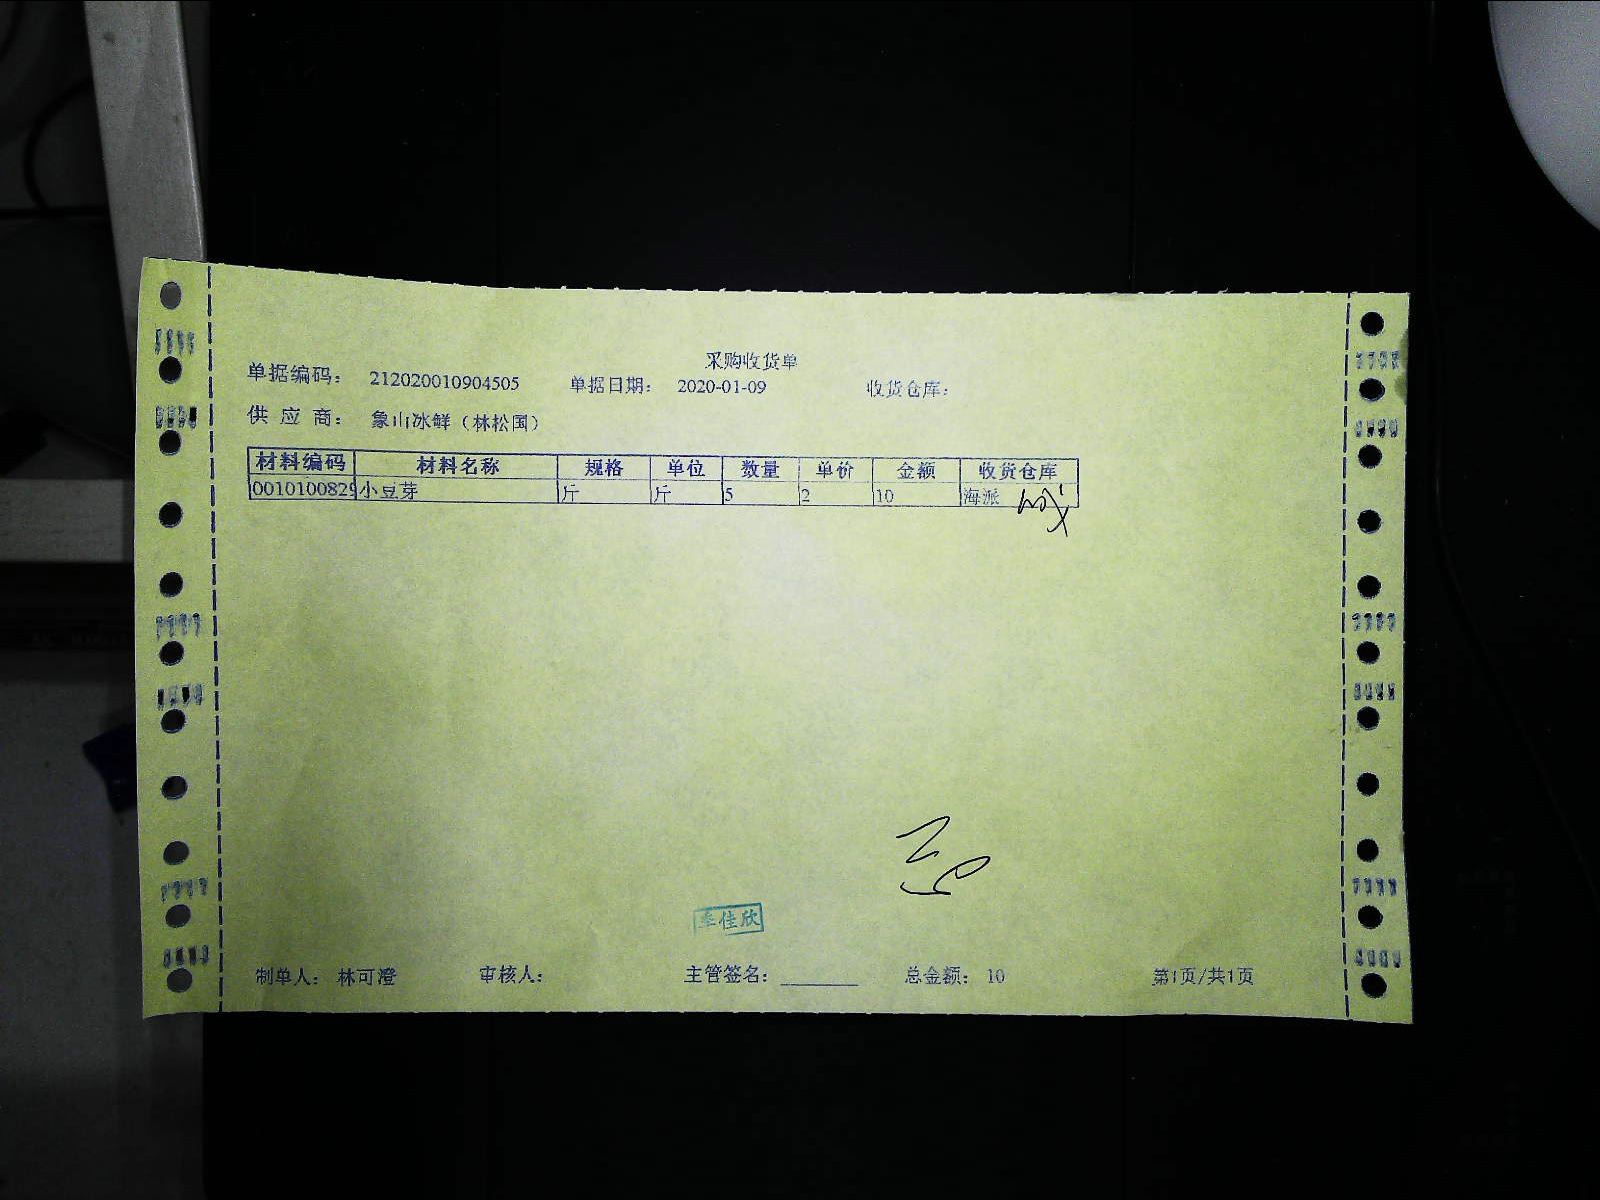 采购收货单
单据编码： 212020010904505 单据日期： 2020-01-09 收货仓库：
供 应 商： 象山冰鲜（林松国）
材料编码 材料名称 规格 单位 数量 单价 金额 收货仓库
0010100829 小豆芽 斤 斤 5 2 10 海派
季佳欣
制单人： 林可澄 审核人： 主管签名： 总金额： 10 第1页/共1页